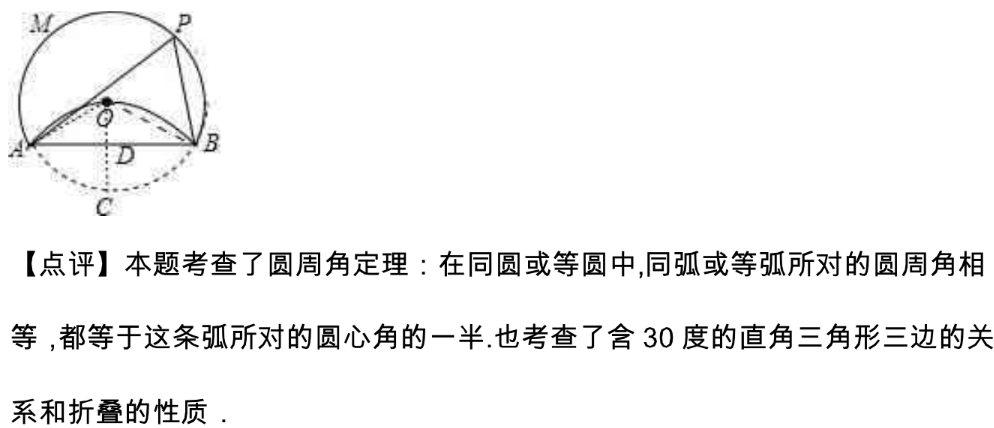 M P
O
A D B
C
【点评】本题考查了圆周角定理：在同圆或等圆中,同弧或等弧所对的圆周角相
等 ,都等于这条弧所对的圆心角的一半.也考查了含 30 度的直角三角形三边的关
系和折叠的性质．